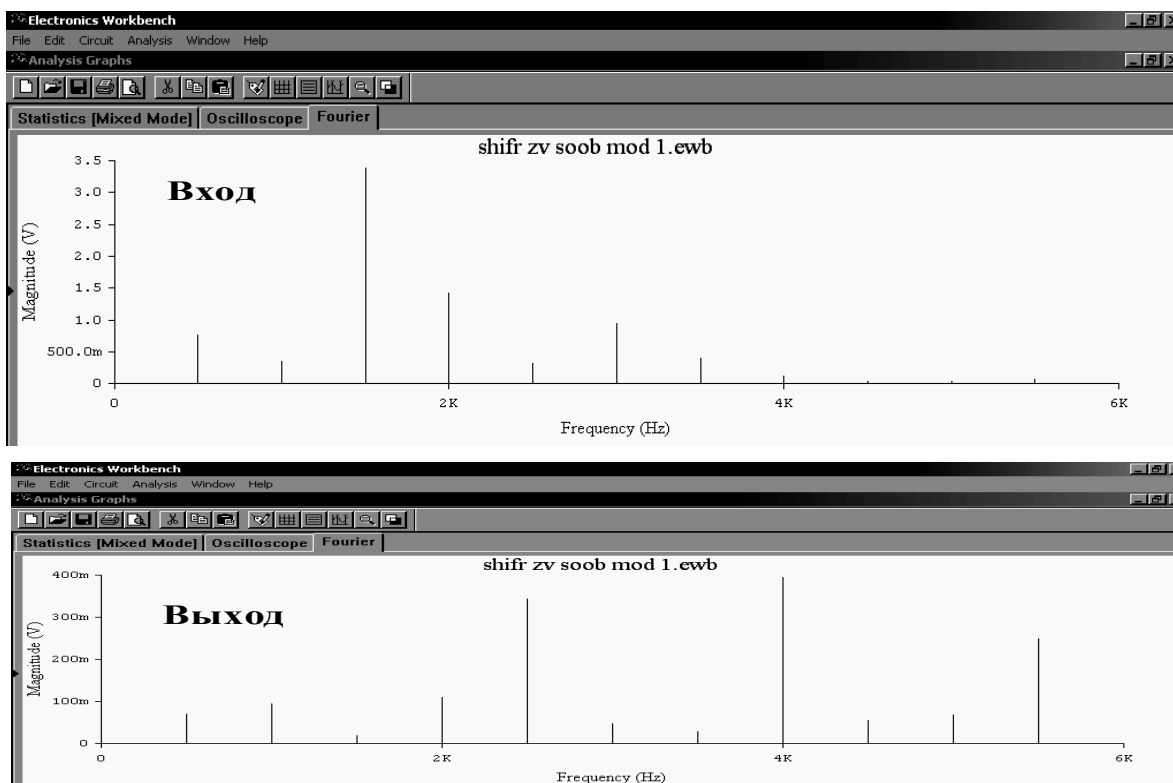 Electronics Workbench
File Edit Circuit Analysis Window Help
Analysis Graphs
Statistics [Mixed Mode] Oscilloscope Fourier
shifr zv soob mod 1.ewb
Вход
Magnitude (V)
3.5
3.0
2.5
2.0
1.5
1.0
500.0m
0
0 2K 4K 6K
Frequency (Hz)
Electronics Workbench
File Edit Circuit Analysis Window Help
Analysis Graphs
Statistics [Mixed Mode] Oscilloscope Fourier
shifr zv soob mod 1.ewb
Выход
Magnitude (V)
400m
300m
200m
100m
0
0 2K 4K 6K
Frequency (Hz)